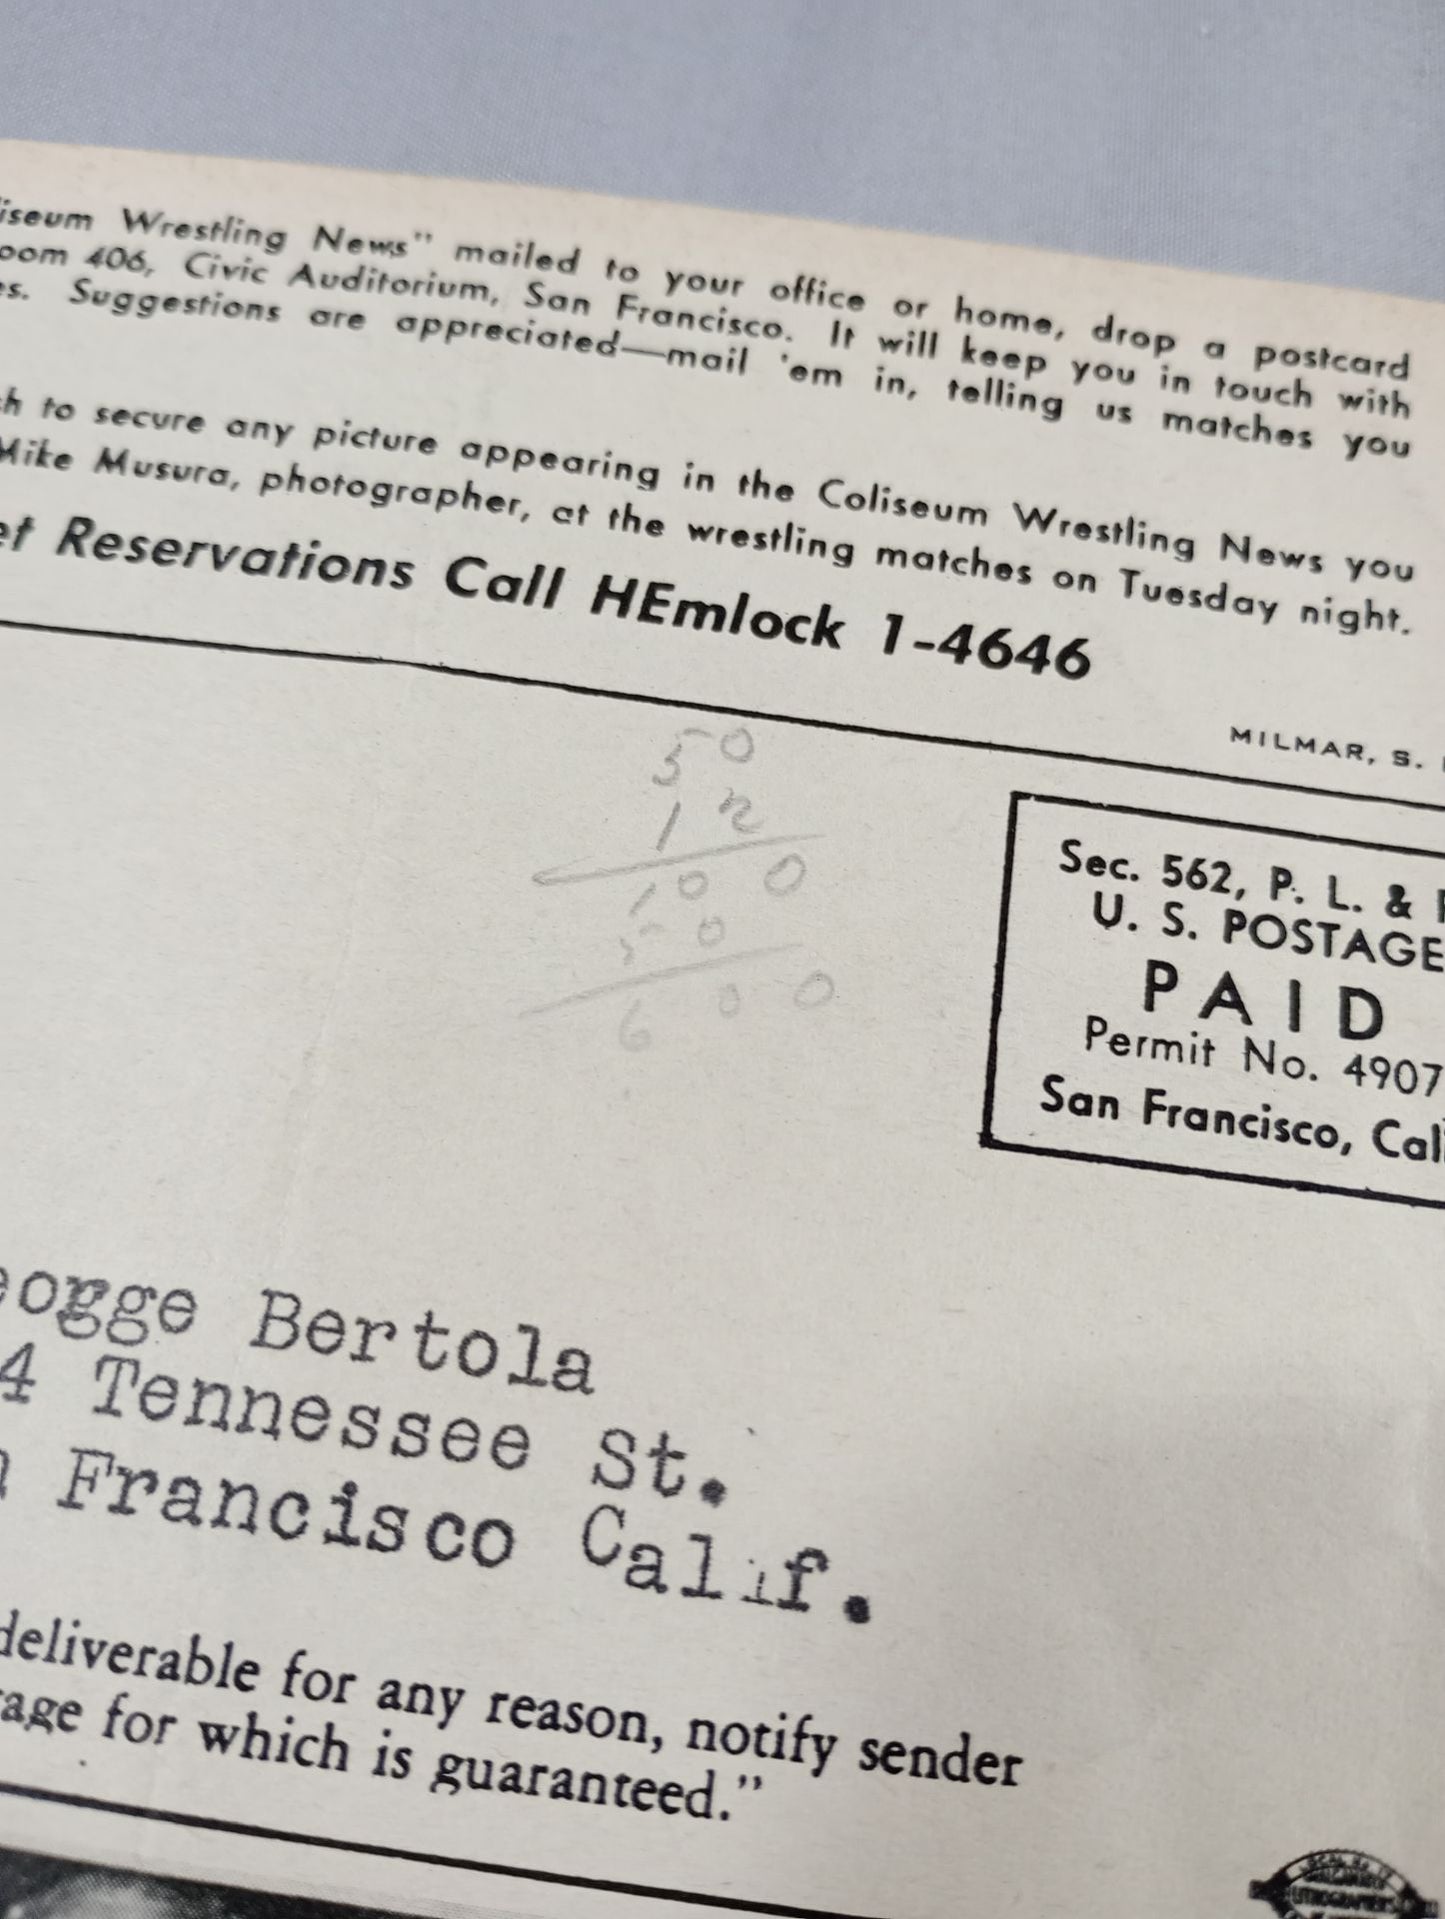 iseum Wrestling News" mailed to your office or home, drop a postcard
oom 406, Civic Auditorium, San Francisco. It will keep you in touch with
es. Suggestions are appreciated—mail 'em in, telling us matches you
h to secure any picture appearing in the Coliseum Wrestling News you
Mike Musura, photographer, at the wrestling matches on Tuesday night.
et Reservations Call HEmlock 1-4646
MILMAR, S.
50
12
100
50
600
Sec. 562, P. L. &
U. S. POSTAGE
PAID
Permit No. 4907
San Francisco, Cali
eogge Bertola
4 Tennessee St.
n Francisco Calif.
deliverable for any reason, notify sender
age for which is guaranteed."